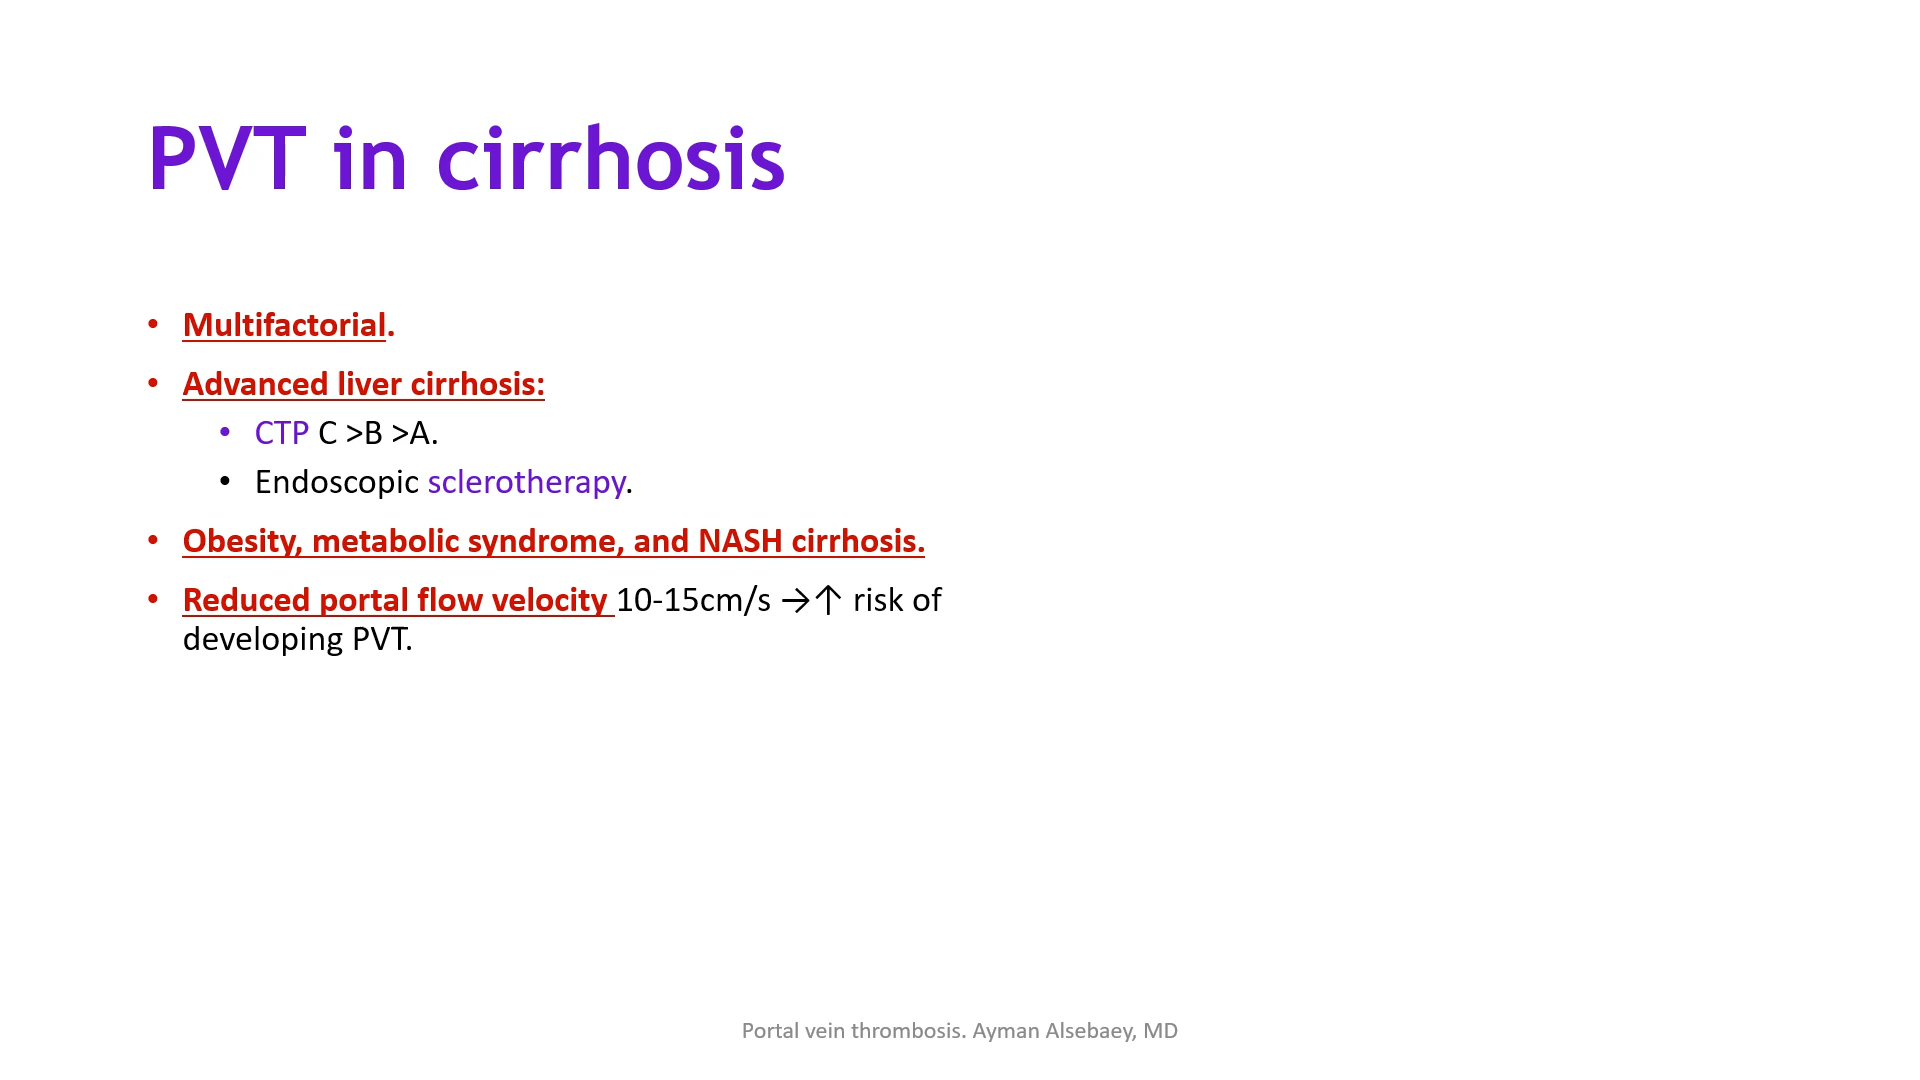 PVT in cirrhosis
• Multifactorial.
• Advanced liver cirrhosis:
• CTP C >B >A.
• Endoscopic sclerotherapy.
• Obesity, metabolic syndrome, and NASH cirrhosis.
• Reduced portal flow velocity 10-15cm/s →↑ risk of
developing PVT.
Portal vein thrombosis. Ayman Alsebaey, MD